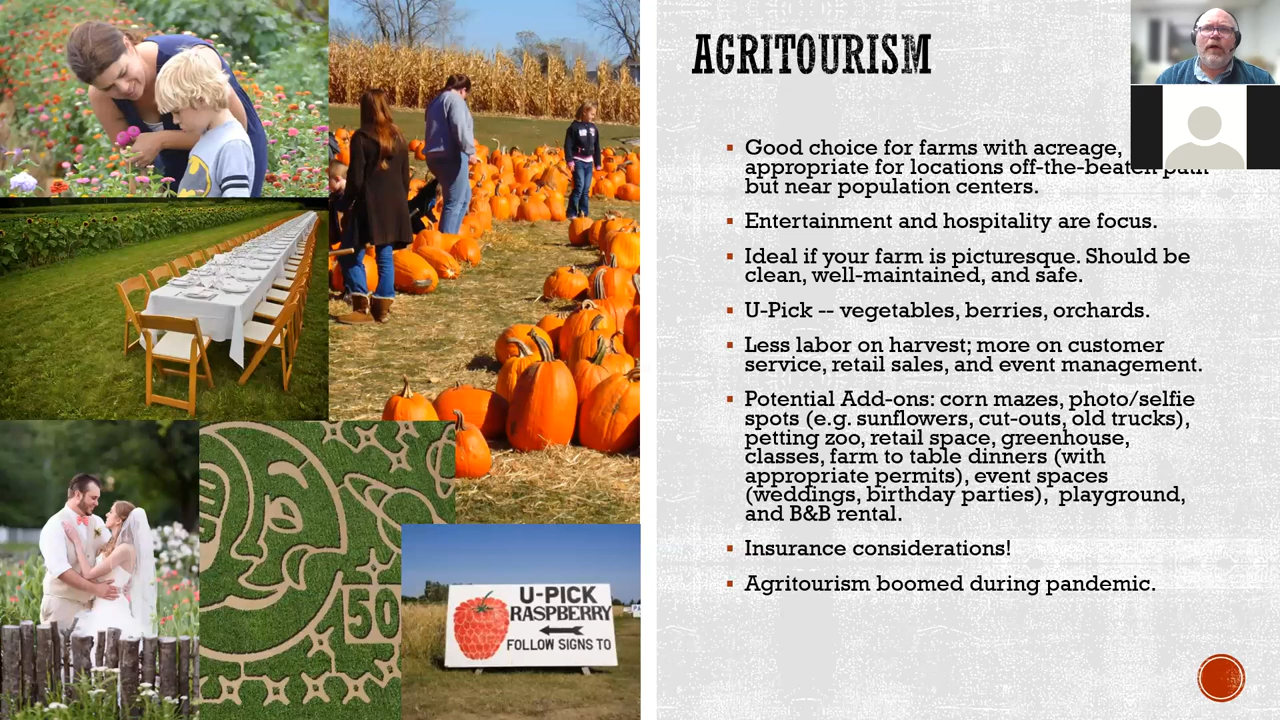 AGRITOURISM
Good choice for farms with acreage,
appropriate for locations off-the-beaten path
but near population centers.
Entertainment and hospitality are focus.
Ideal if your farm is picturesque. Should be
clean, well-maintained, and safe.
U-Pick -- vegetables, berries, orchards.
Less labor on harvest; more on customer
service, retail sales, and event management.
Potential Add-ons: corn mazes, photo/selfie
spots (e.g. sunflowers, cut-outs, old trucks),
petting zoo, retail space, greenhouse,
classes, farm to table dinners (with
appropriate permits), event spaces
(weddings, birthday parties), playground,
and B&B rental.
Insurance considerations!
Agritourism boomed during pandemic.
50
U-PICK
RASPBERRY
FOLLOW SIGNS TO